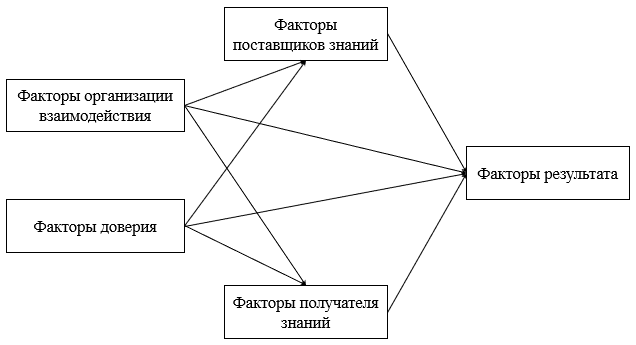 Факторы
поставщиков знаний
Факторы организации
взаимодействия
Факторы результата
Факторы доверия
Факторы получателя
знаний